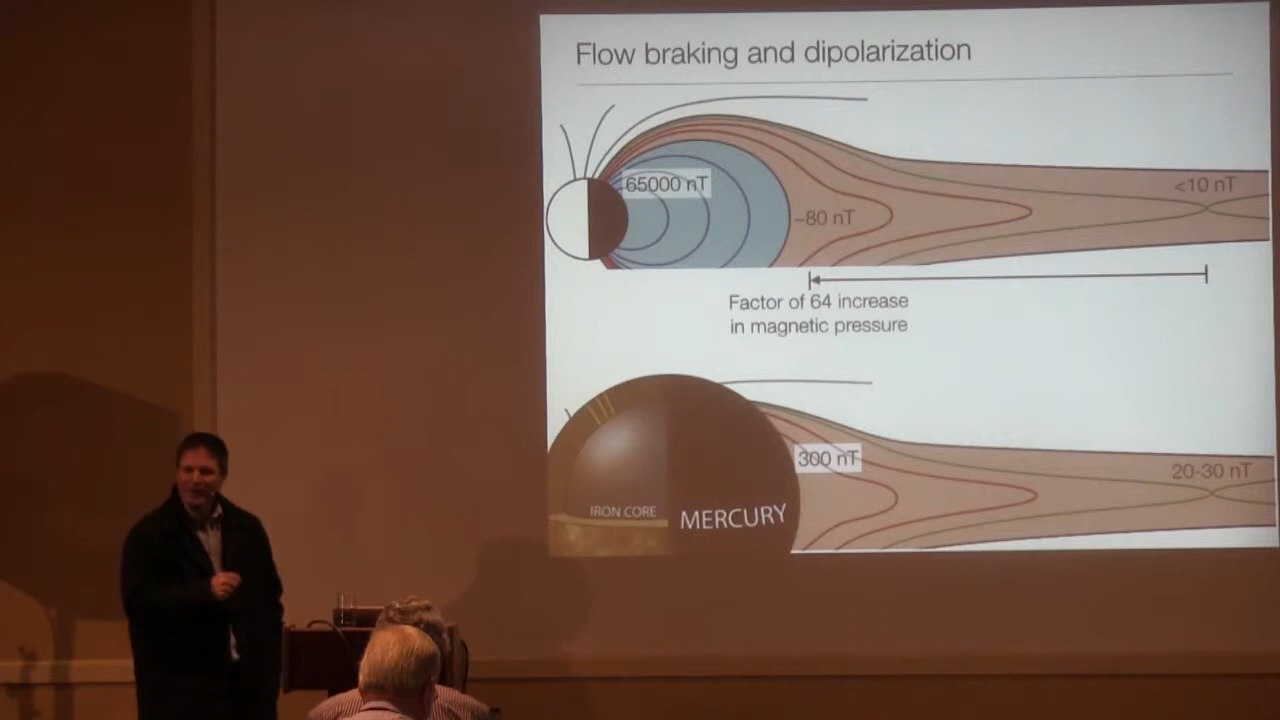 Flow braking and dipolarization
65000 nT
<10 nT
~80 nT
Factor of 64 increase
in magnetic pressure
300 nT
20-30 nT
IRON CORE
MERCURY